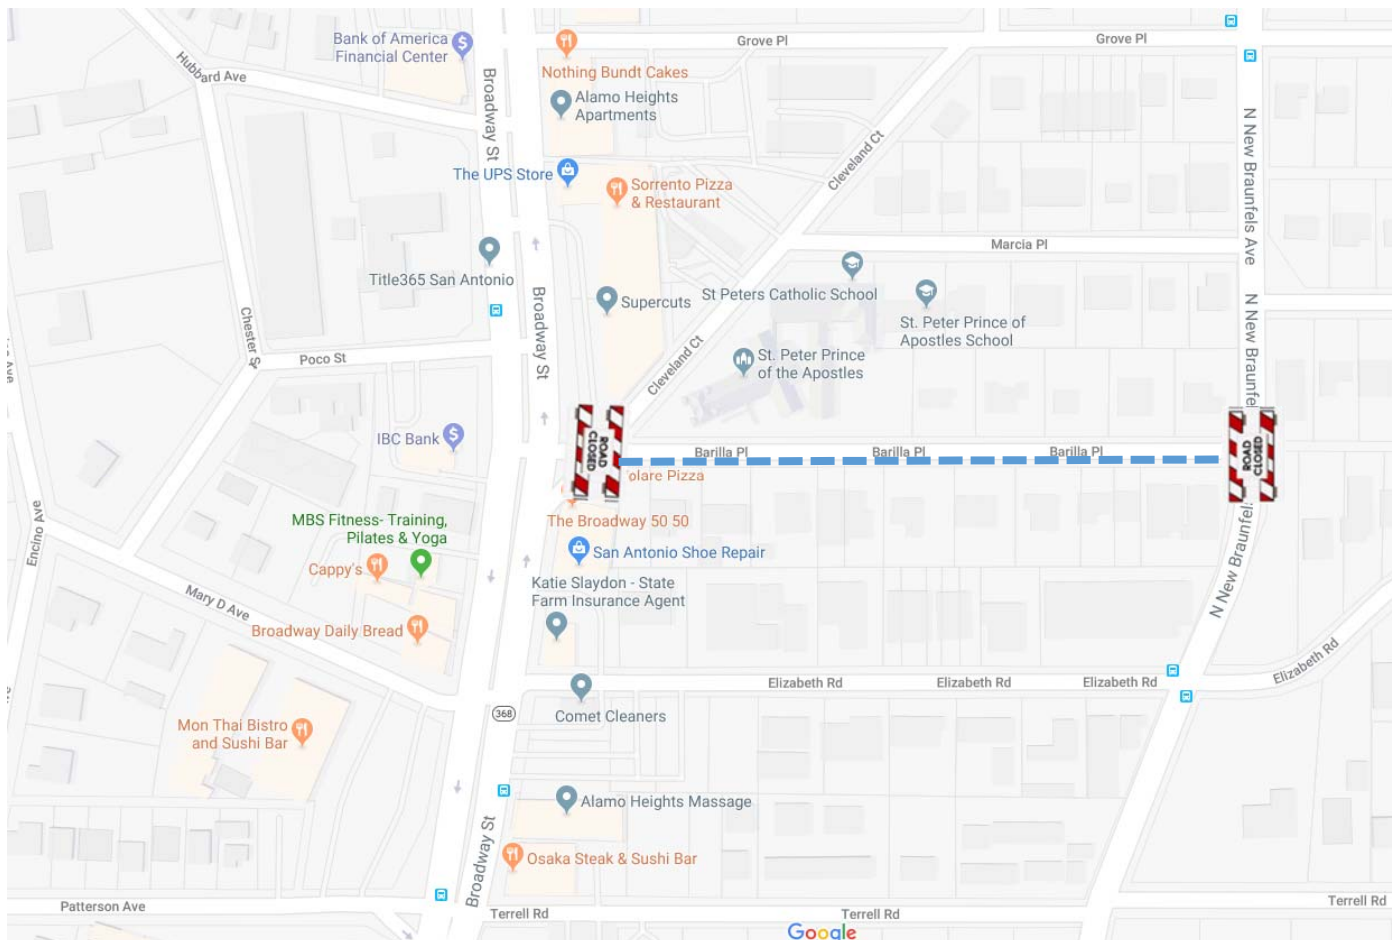 Bank of America
Financial Center
Nothing Bundt Cakes
Grove Pl
Grove Pl
Hubbard Ave
Broadway St
Alamo Heights
Apartments
Cleveland Ct
N New Braunfels Ave
The UPS Store
Sorrento Pizza
& Restaurant
Marcia Pl
Title365 San Antonio
St Peters Catholic School
Broadway St
Supercuts
St. Peter Prince of
Apostles School
N New Braunfe
Chester S
Poco St
Cleveland Ct
St. Peter Prince
of the Apostles
IBC Bank
ROAD
CLOSED
Barilla Pl
Barilla Pl
Barilla Pl
ROAD
CLOSED
olare Pizza
Encino Ave
MBS Fitness- Training,
Pilates & Yoga
The Broadway 50 50
San Antonio Shoe Repair
N New Braunfel
Cappy's
Katie Slaydon - State
Farm Insurance Agent
Mary D Ave
Broadway Daily Bread
Elizabeth Rd
Elizabeth Rd
Elizabeth Rd
Elizabeth Rd
368
Comet Cleaners
Mon Thai Bistro
and Sushi Bar
Alamo Heights Massage
Broadway St
Osaka Steak & Sushi Bar
Patterson Ave
Terrell Rd
Terrell Rd
Terrell Rd
Google